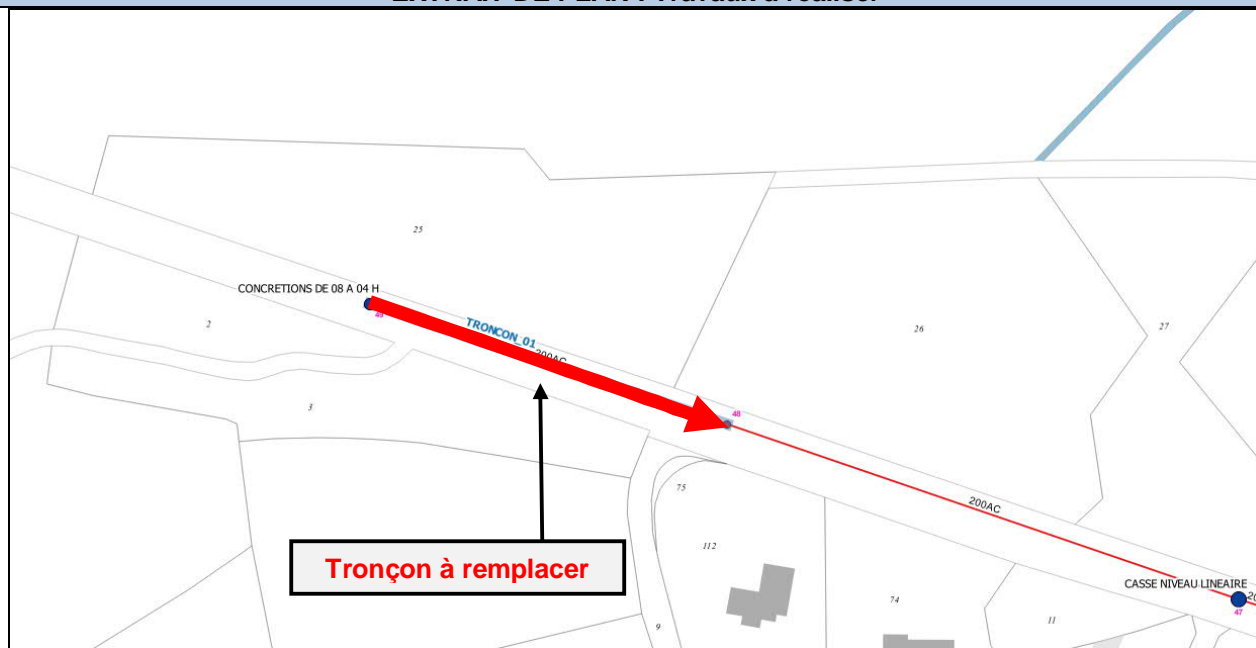 25
CONCRETIONS DE 08 A 04 H
49
2
TRONCON_01
200AC
26
27
3
48
75
200AC
112
Tronçon à remplacer
CASSE NIVEAU LINEAIRE
47
74
11
9